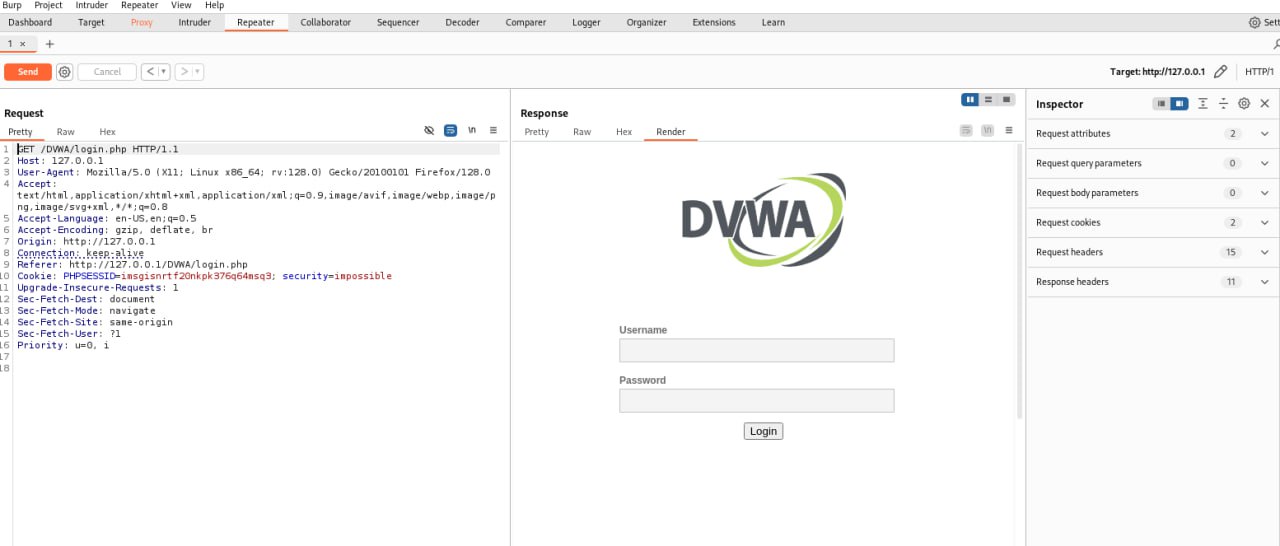 Burp Project Intruder Repeater View Help
Dashboard Target Proxy Intruder Repeater Collaborator Sequencer Decoder Comparer Logger Organizer Extensions Learn Sett
1 × +
Send Cancel < > Target: http://127.0.0.1 HTTP/1
Request
Pretty Raw Hex \n
1 GET /DVWA/login.php HTTP/1.1
2 Host: 127.0.0.1
3 User-Agent: Mozilla/5.0 (X11; Linux x86_64; rv:128.0) Gecko/20100101 Firefox/128.0
4 Accept:
text/html,application/xhtml+xml,application/xml;q=0.9,image/avif,image/webp,image/p
ng,image/svg+xml,*/*;q=0.8
5 Accept-Language: en-US,en;q=0.5
6 Accept-Encoding: gzip, deflate, br
7 Origin: http://127.0.0.1
8 Connection: keep-alive
9 Referer: http://127.0.0.1/DVWA/login.php
10 Cookie: PHPSESSID=imsgisnrtf20nkpk376q64msq3; security=impossible
11 Upgrade-Insecure-Requests: 1
12 Sec-Fetch-Dest: document
13 Sec-Fetch-Mode: navigate
14 Sec-Fetch-Site: same-origin
15 Sec-Fetch-User: ?1
16 Priority: u=0, i
17
18
Response
Pretty Raw Hex Render \n
DVWA
Username
Password
Login
Inspector
Request attributes 2
Request query parameters 0
Request body parameters 0
Request cookies 2
Request headers 15
Response headers 11